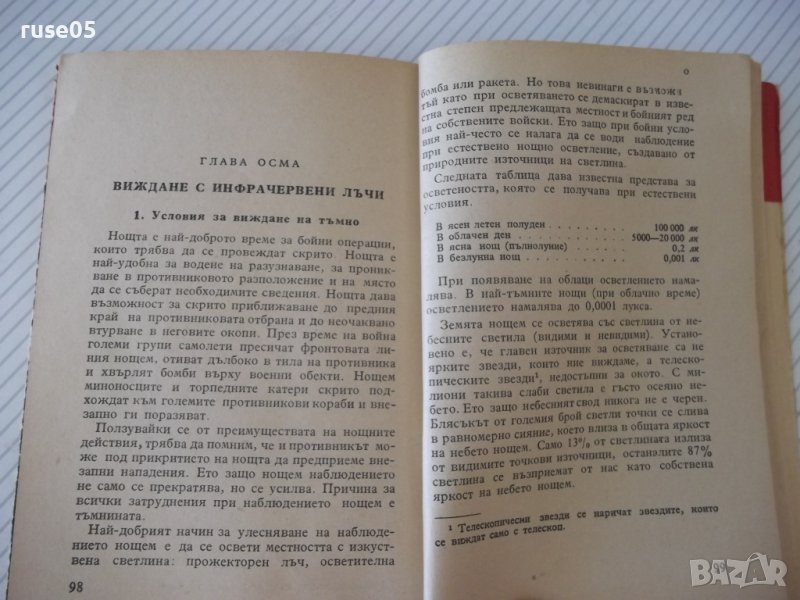 ruse05
ГЛАВА ОСМА
ВИЖДАНЕ С ИНФРАЧЕРВЕНИ ЛЪЧИ
1. Условия за виждане на тъмно
Нощта е най-доброто време за бойни операции,
които трябва да се провеждат скрито. Нощта е
най-удобна за водене на разузнаване, за проник-
ване в противниковото разположение и на място
да се съберат необходимите сведения. Нощта дава
възможност за скрито приближаване до предния
край на противниковата отбрана и до неочаквано
втурване в неговите окопи. През време на война
големи групи самолети пресичат фронтовата ли-
ния нощем, отиват дълбоко в тила на противника
и хвърлят бомби върху военни обекти. Нощем
миноносците и торпедните катери скрито под-
хождат към големите противникови кораби и вне-
запно ги поразяват.
Ползувайки се от преимуществата на нощните
действия, трябва да помним, че и противникът мо-
же под прикритието на нощта да предприеме вне-
запни нападения. Ето защо нощем наблюдението
не само се прекратява, но се усилва. Причина за
всички затруднения при наблюдението нощем е
тъмнината.
Най-добрият начин за улесняване на наблюде-
нието нощем е да се освети местността с изкуст-
вена светлина: прожекторен лъч, осветителна
98
бомба или ракета. Но това невинаги е възможн
тъй като при осветяването се демаскират в изве-
стна степен предлежащата местност и бойният ред
на собствените войски. Ето защо при бойни усло-
вия най-често се налага да се води наблюдение
при естествено нощно осветление, създавано от
природните източници на светлина.
Следната таблица дава известна представа за
осветеността, която се получава при естествени
условия.
В ясен летен полуден . . . . . . . . 100 000 лк
В облачен ден . . . . . . . . 5000—20 000 лк
В ясна нощ (пълнолуние) . . . . . . . 0,2 лк
В безлунна нощ . . . . . . . . 0,001 лк
При появяване на облаци осветлението нама-
лява. В най-тъмните нощи (при облачно време)
осветлението намалява до 0,0001 лукса.
Земята нощем се осветява със светлина от не-
бесните светила (видими и невидими). Устано-
вено е, че главен източник за осветяване са не
ярките звезди, които ние виждаме, а телеско-
пическите звезди¹, недостъпни за окото. С ми-
лиони такива слаби светила е гъсто осеяно не-
бето. Ето защо небесният свод никога не е черен.
Блясъкът от големия брой светли точки се слива
в равномерно сияние, което влиза в общата яркост
на небето нощем. Само 13% от светлината излиза
от видимите точкови източници, останалите 87%
светлина се възприемат от нас като собствена
яркост на небето нощем.
¹ Телескопически звезди се наричат звездите, които
се виждат само с телескоп.
99
BAZAR